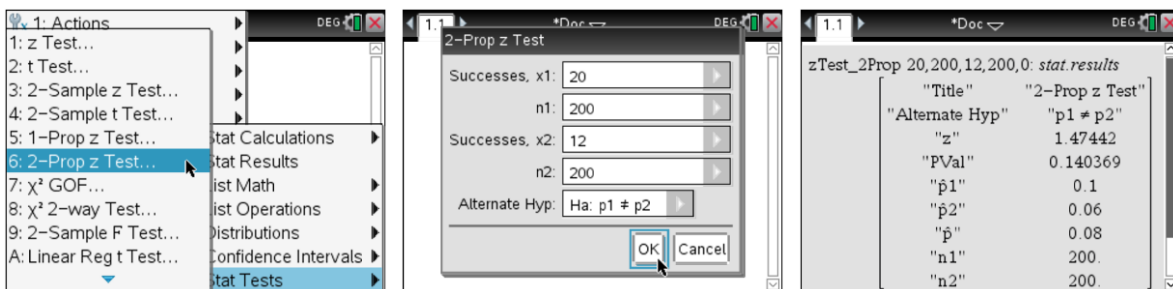 1: Actions
DEG
1: z Test...
2: t Test...
3: 2–Sample z Test...
4: 2–Sample t Test...
5: 1–Prop z Test...
6: 2–Prop z Test...
7: χ² GOF...
8: χ² 2–way Test...
9: 2–Sample F Test...
A: Linear Reg t Test...
Stat Calculations
Stat Results
List Math
List Operations
Distributions
Confidence Intervals
Stat Tests
1.1
*Doc
DEG
2–Prop z Test
Successes, x1: 20
n1: 200
Successes, x2: 12
n2: 200
Alternate Hyp: Ha: p1 ≠ p2
OK Cancel
1.1 *Doc DEG
zTest_2Prop 20,200,12,200,0: stat.results
"Title" "2–Prop z Test"
"Alternate Hyp" "p1 ≠ p2"
"z" 1.47442
"PVal" 0.140369
"p̂1" 0.1
"p̂2" 0.06
"p̂" 0.08
"n1" 200.
"n2" 200.